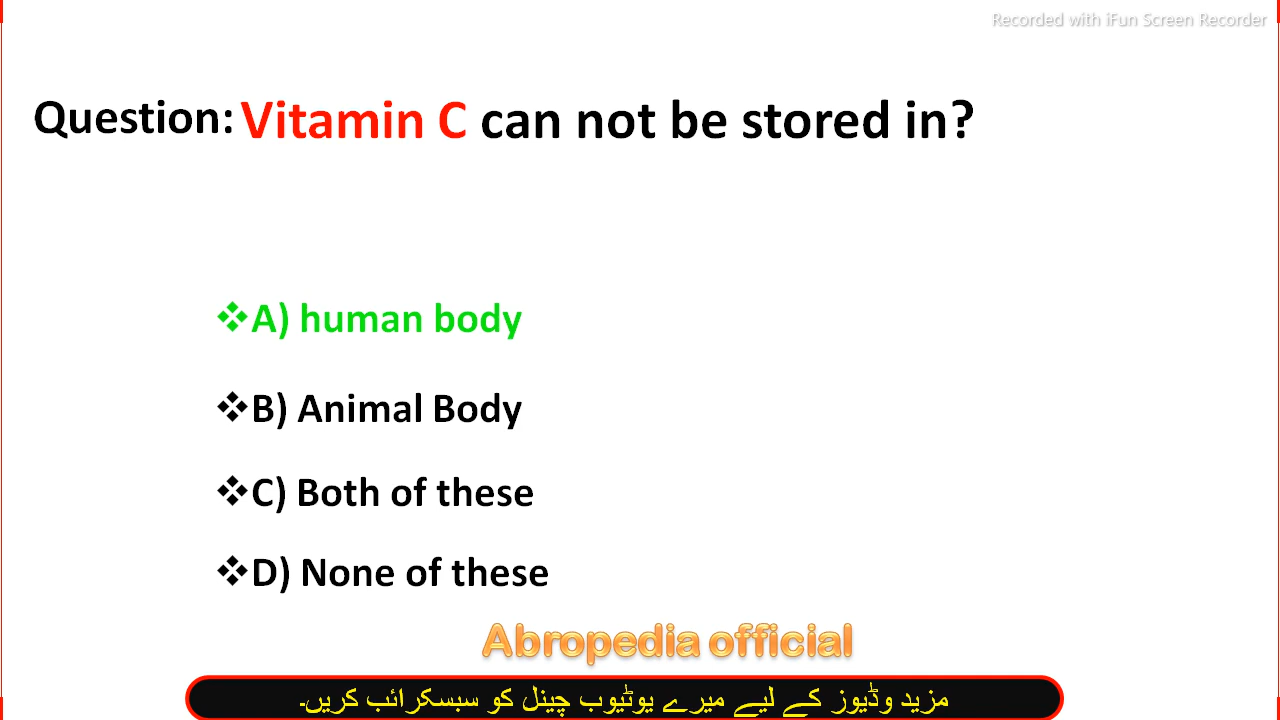 Recorded with iFun Screen Recorder
Question: Vitamin C can not be stored in?
❖A) human body
❖B) Animal Body
❖C) Both of these
❖D) None of these
Abropedia official
مزید وڈیوز کے لیے میرے یوٹیوب چینل کو سبسکرائب کریں۔